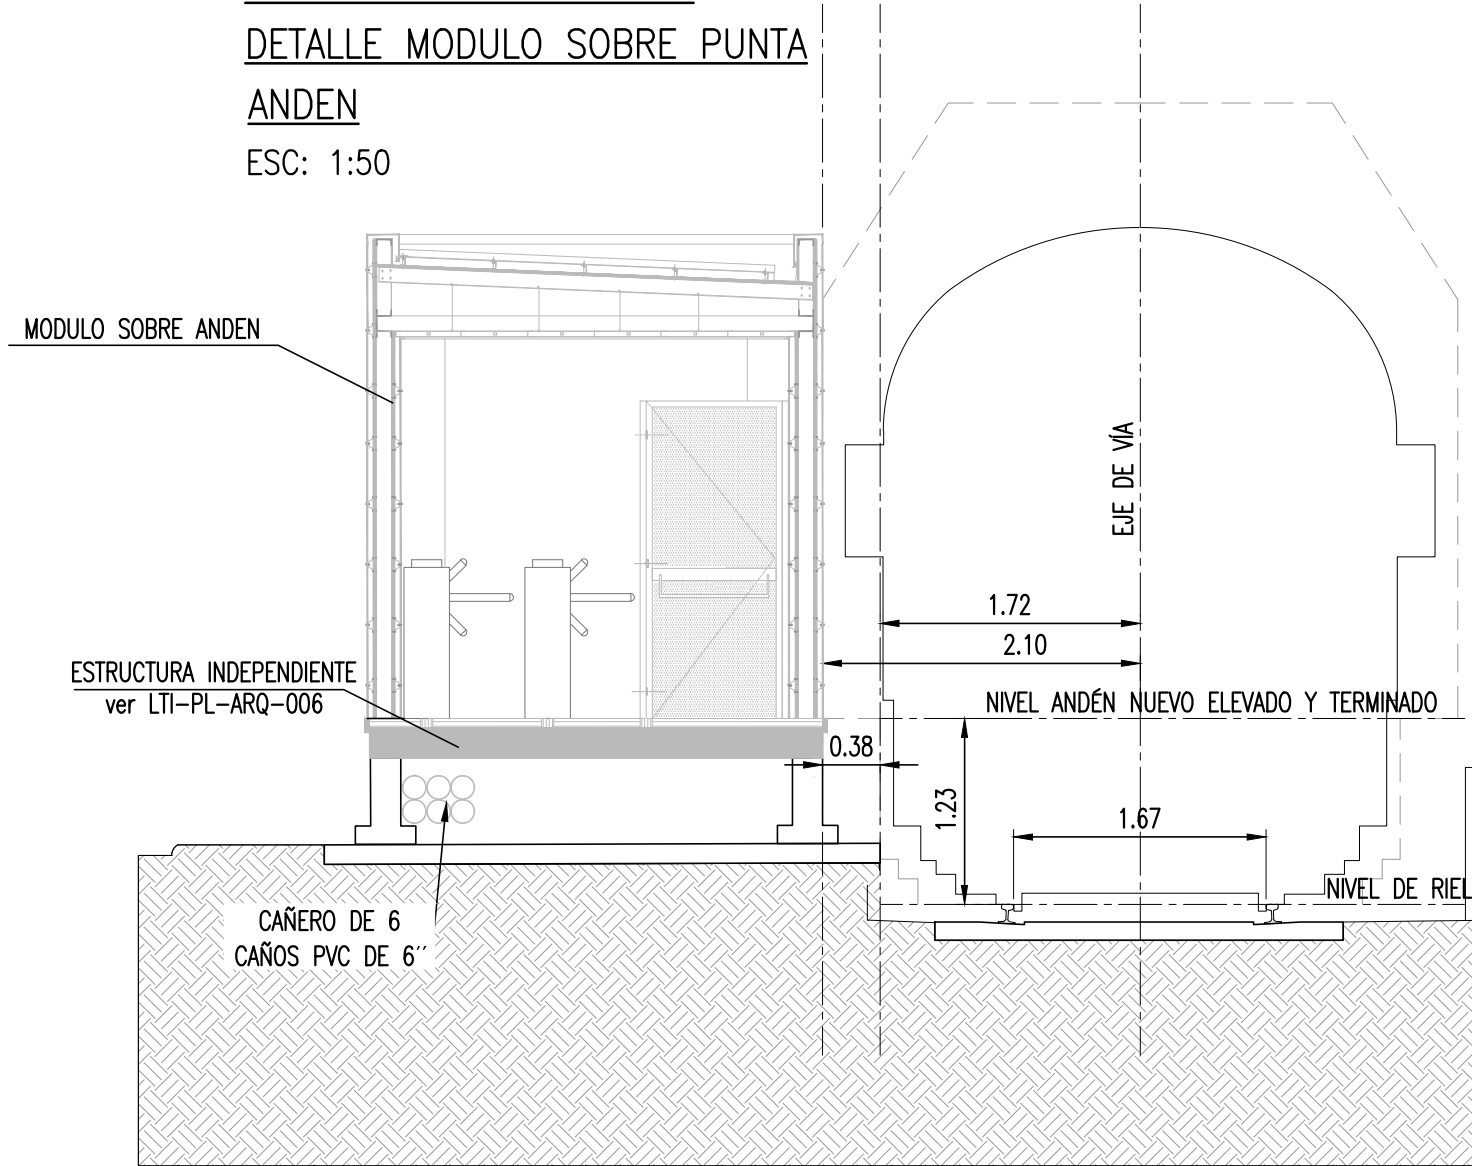 DETALLE MODULO SOBRE PUNTA
ANDEN
ESC: 1:50
MODULO SOBRE ANDEN
EJE DE VÍA
1.72
2.10
ESTRUCTURA INDEPENDIENTE
ver LTI-PL-ARQ-006
NIVEL ANDÉN NUEVO ELEVADO Y TERMINADO
0.38
1.23
1.67
NIVEL DE RIEL
CAÑERO DE 6
CAÑOS PVC DE 6´´